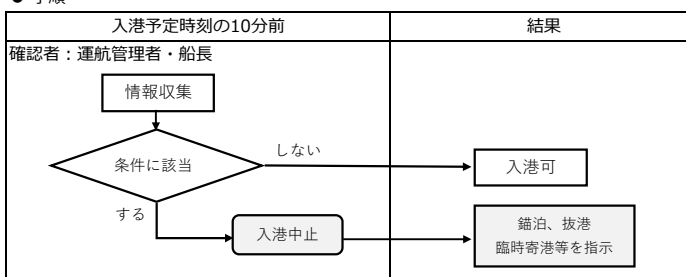 入港予定時刻の10分前
結果
確認者：運航管理者・船長
情報収集
条件に該当
しない
入港可
する
入港中止
錨泊、抜港
臨時寄港等を指示